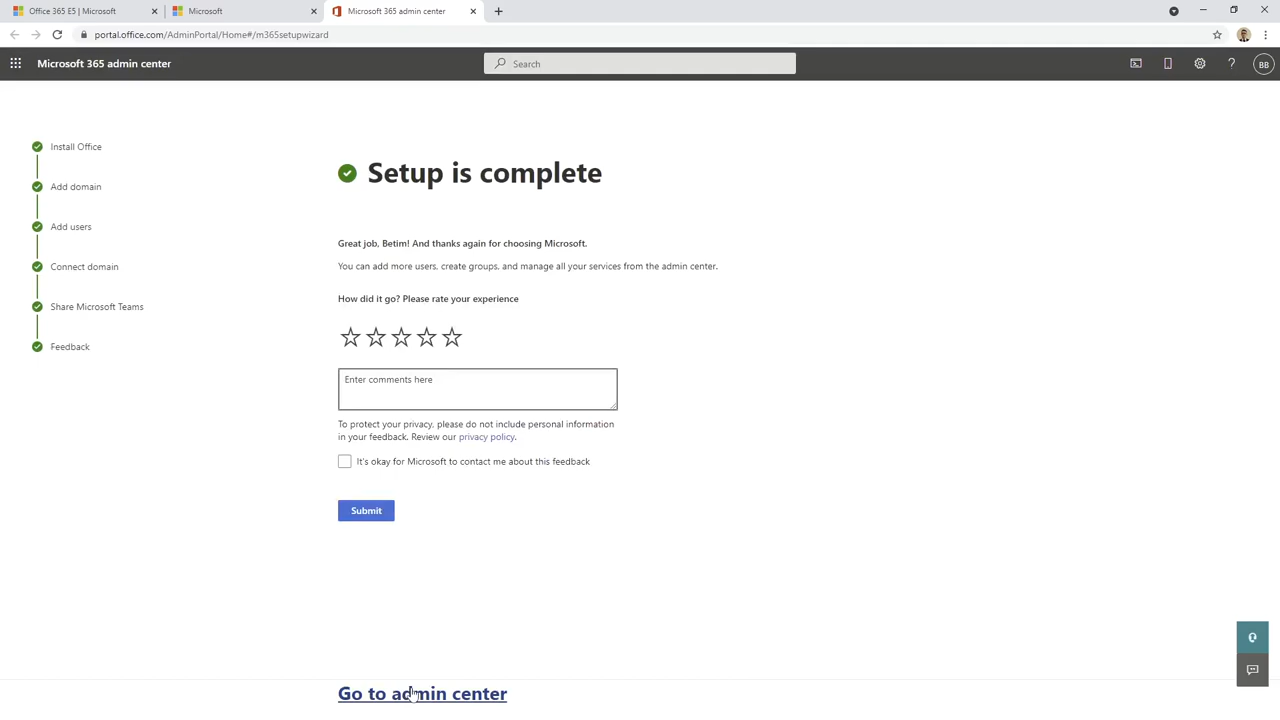 Office 365 E5 | Microsoft
Microsoft
Microsoft 365 admin center
portal.office.com/AdminPortal/Home#/m365setupwizard
Microsoft 365 admin center
Search
BB
Install Office
Add domain
Add users
Connect domain
Share Microsoft Teams
Feedback
Setup is complete
Great job, Betim! And thanks again for choosing Microsoft.
You can add more users, create groups, and manage all your services from the admin center.
How did it go? Please rate your experience
Enter comments here
To protect your privacy, please do not include personal information
in your feedback. Review our privacy policy.
It's okay for Microsoft to contact me about this feedback
Submit
Go to admin center